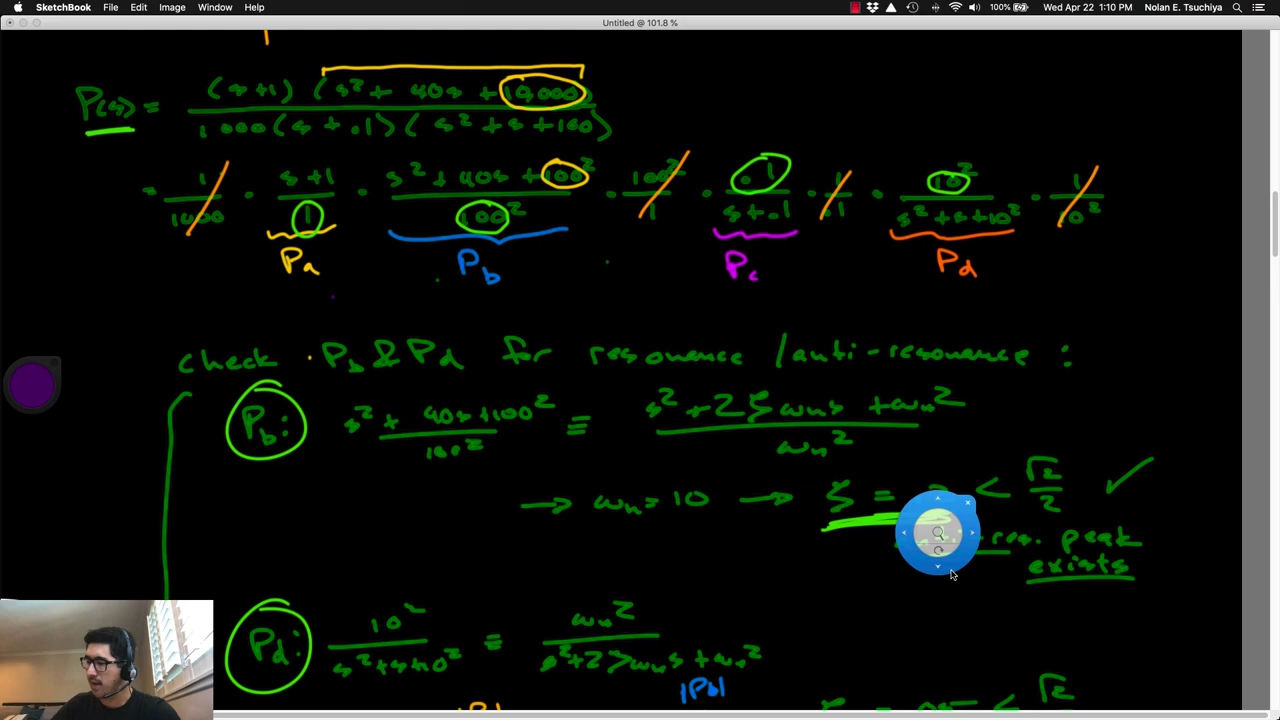 SketchBook File Edit Image Window Help 100% Wed Apr 22 1:10 PM Nolan E. Tsuchiya
Untitled @ 101.8 %
P(s) = (s+1) (s² + 40s + 10,000) / 1000(s + .1)(s² + s + 100)
= 1/1000 · s+1/1 · s² + 40s + 100²/100² · 100²/1 · .1/s+.1 · 1/.1 · 10²/s²+s+10² · 1/10²
Pa Pb Pc Pd
check Pb & Pd for resonance / anti-resonance :
Pb: s² + 40s + 100²/100² ≡ s² + 2ζωns + ωn²/ωn²
→ ωn = 10 → ζ = < √2/2 ✓
res. peak
exists
Pd: 10²/s²+s+10² ≡ ωn²/s²+2ζωns + ωn²
|Pb|